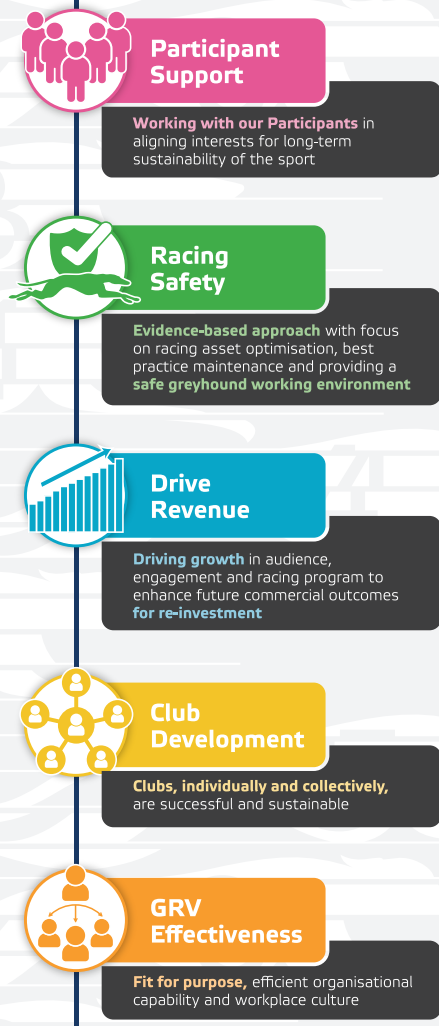 Participant
Support
Working with our Participants in
aligning interests for long-term
sustainability of the sport
Racing
Safety
Evidence-based approach with focus
on racing asset optimisation, best
practice maintenance and providing a
safe greyhound working environment
Drive
Revenue
Driving growth in audience,
engagement and racing program to
enhance future commercial outcomes
for re-investment
Club
Development
Clubs, individually and collectively,
are successful and sustainable
GRV
Effectiveness
Fit for purpose, efficient organisational
capability and workplace culture